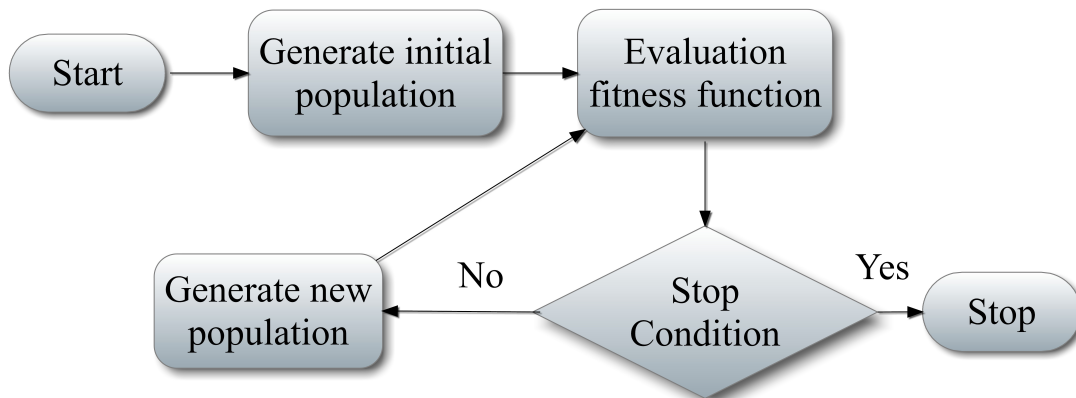 Start
Generate initial
population
Evaluation
fitness function
Generate new
population
No
Stop
Condition
Yes
Stop